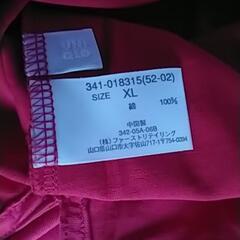 UNI
QLO
341-018315(52-02)
SIZE XL
綿 100%
中国製
342-05A-06B
(株)ファーストリテイリング
山口県山口市大字佐山717-1〒754-0894